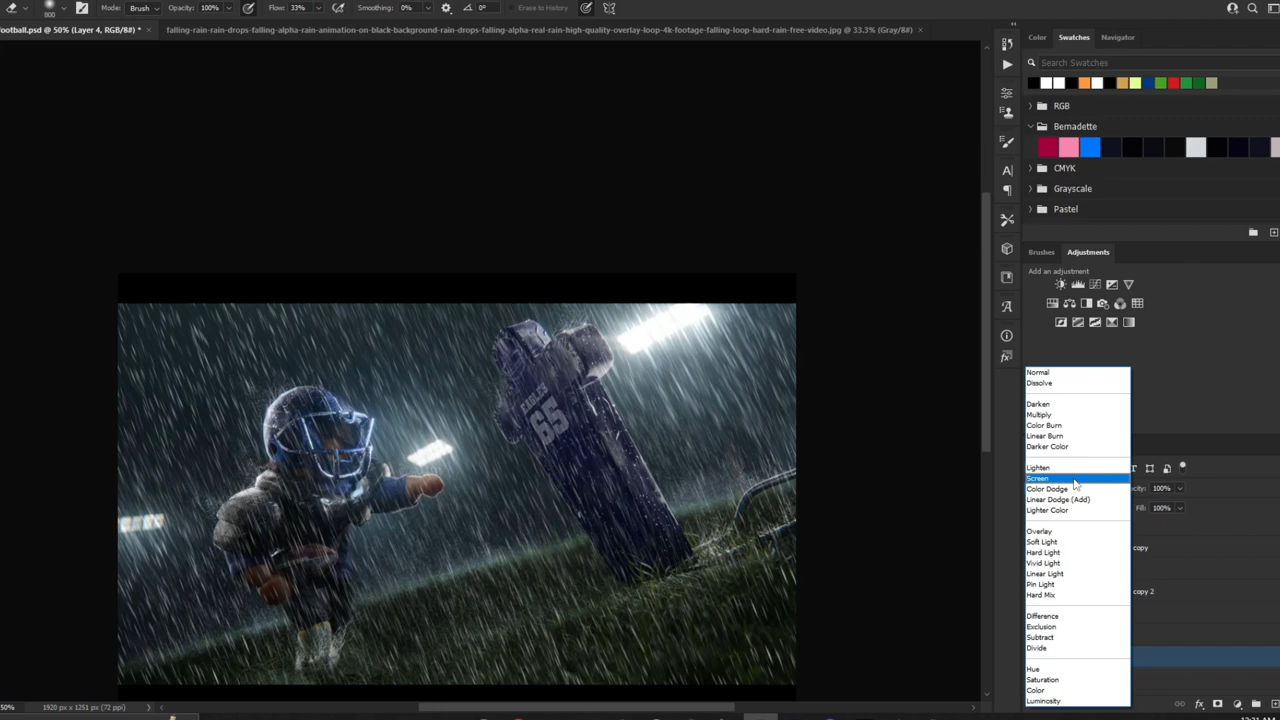 800 Mode: Brush Opacity: 100% Flow: 33% Smoothing: 0% 0° Erase to History
ootball.psd @ 50% (Layer 4, RGB/8#) * × falling-rain-rain-drops-falling-alpha-rain-animation-on-black-background-rain-drops-falling-alpha-real-rain-high-quality-overlay-loop-4k-footage-falling-loop-hard-rain-free-video.jpg @ 33.3% (Gray/8#) ×
Color Swatches Navigator
Search Swatches
RGB
Bernadette
CMYK
Grayscale
Pastel
Brushes Adjustments
Add an adjustment
Normal
Dissolve
Darken
Multiply
Color Burn
Linear Burn
Darker Color
Lighten
Screen
Color Dodge
Linear Dodge (Add)
Lighter Color
Overlay
Soft Light
Hard Light
Vivid Light
Linear Light
Pin Light
Hard Mix
Difference
Exclusion
Subtract
Divide
Hue
Saturation
Color
Luminosity
acity: 100%
Fill: 100%
copy
copy 2
65
50% 1920 px x 1251 px (72 ppi)